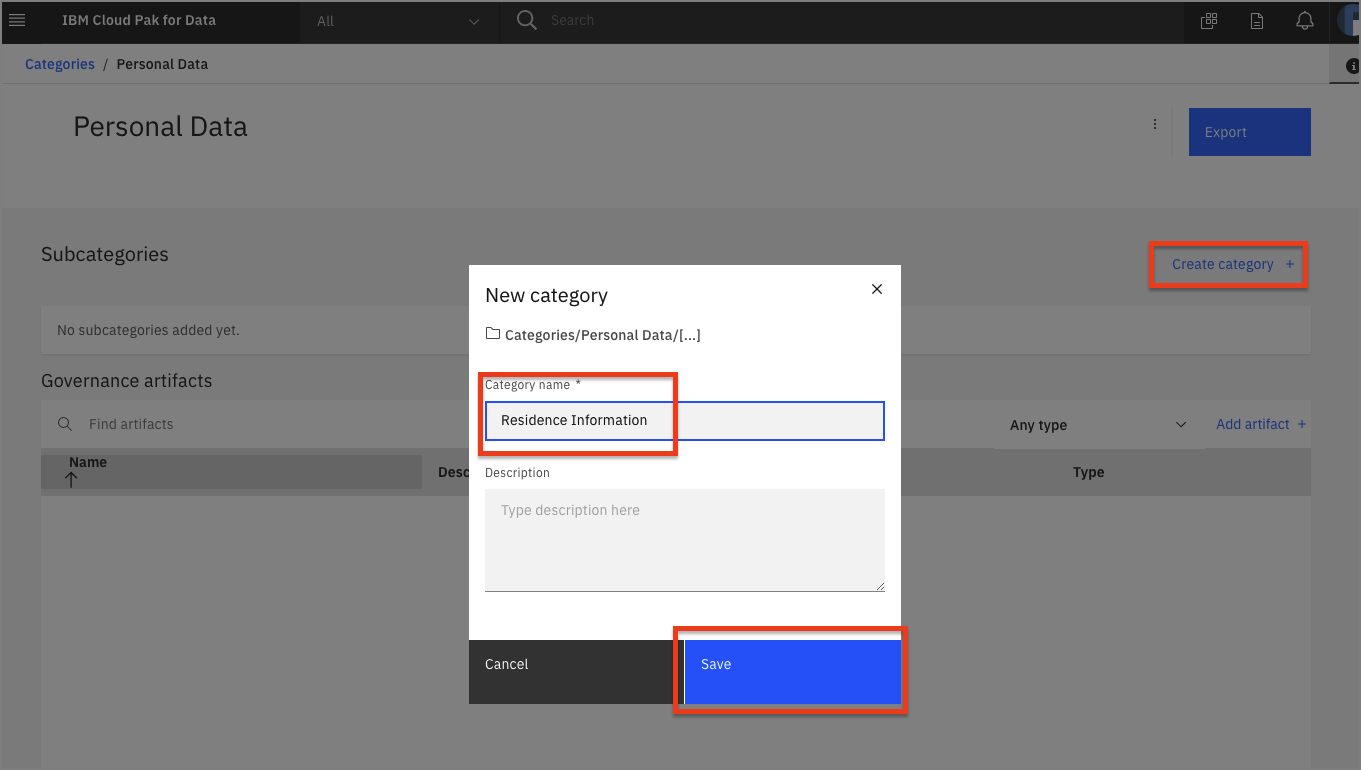 IBM Cloud Pak for Data
All
Search
Categories / Personal Data
Personal Data
Export
Subcategories
Create category +
No subcategories added yet.
Governance artifacts
Find artifacts
Any type
Add artifact +
Name
Desc
Type
New category
Categories/Personal Data/[...]
Category name *
Residence Information
Description
Type description here
Cancel
Save